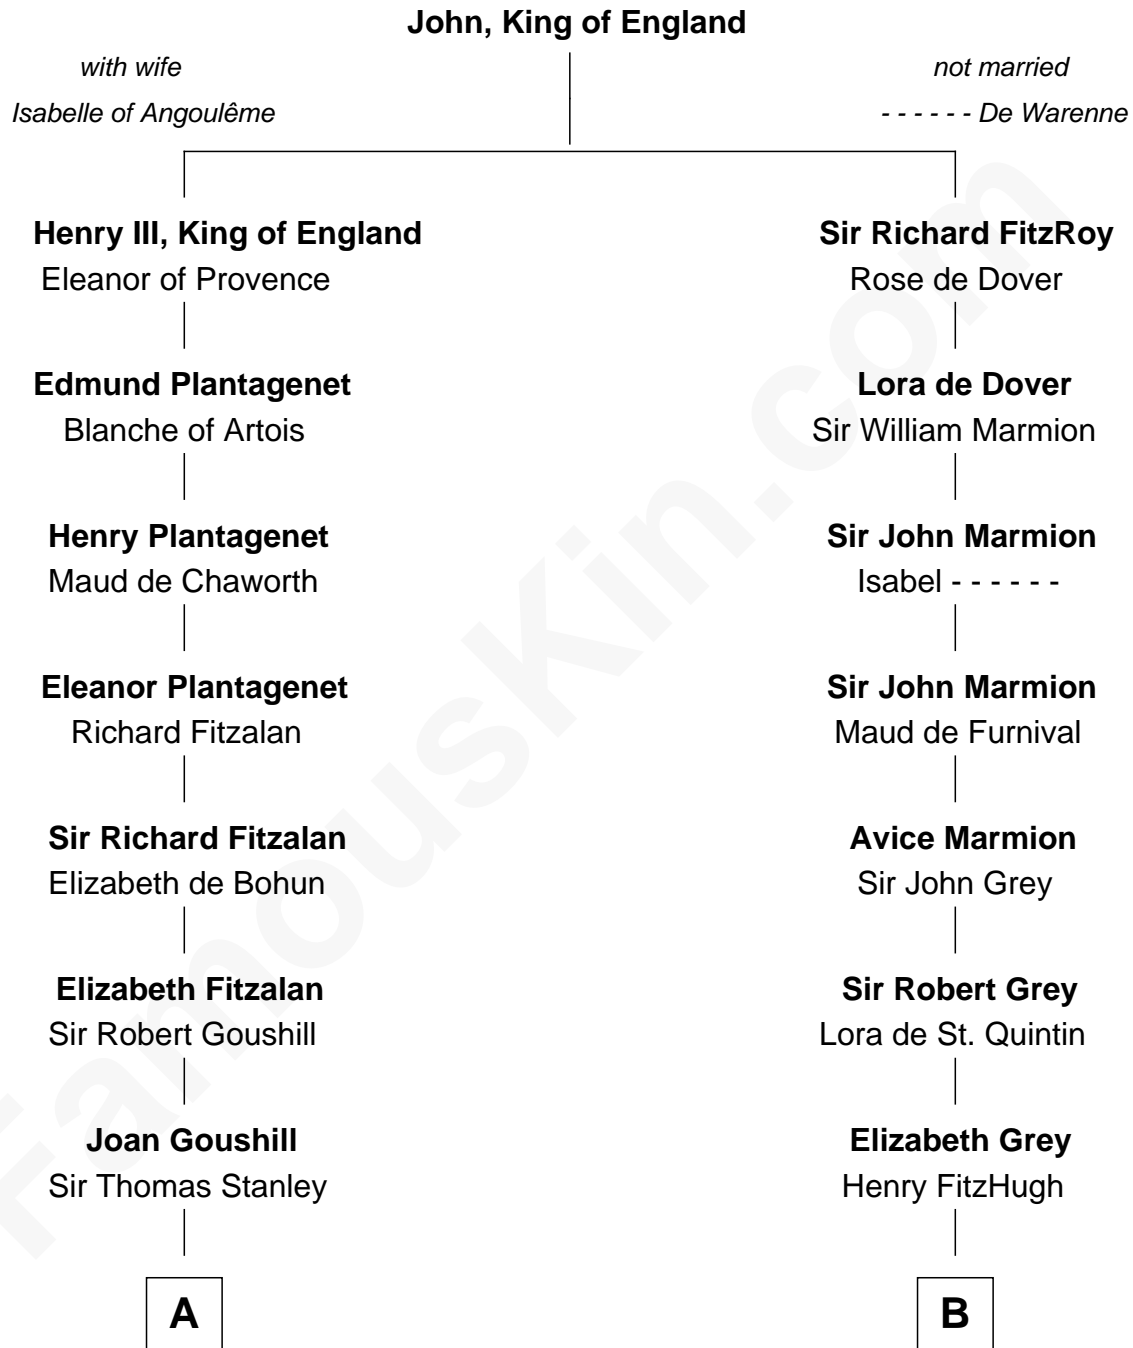 John, King of England
with wife
Isabelle of Angoulême
not married
- - - - - - De Warenne
Henry III, King of England
Eleanor of Provence
Sir Richard FitzRoy
Rose de Dover
Edmund Plantagenet
Blanche of Artois
Lora de Dover
Sir William Marmion
Henry Plantagenet
Maud de Chaworth
Sir John Marmion
Isabel - - - - - -
Eleanor Plantagenet
Richard Fitzalan
Sir John Marmion
Maud de Furnival
Sir Richard Fitzalan
Elizabeth de Bohun
Avice Marmion
Sir John Grey
Elizabeth Fitzalan
Sir Robert Goushill
Sir Robert Grey
Lora de St. Quintin
Joan Goushill
Sir Thomas Stanley
Elizabeth Grey
Henry FitzHugh
A
B
FamousKin.com